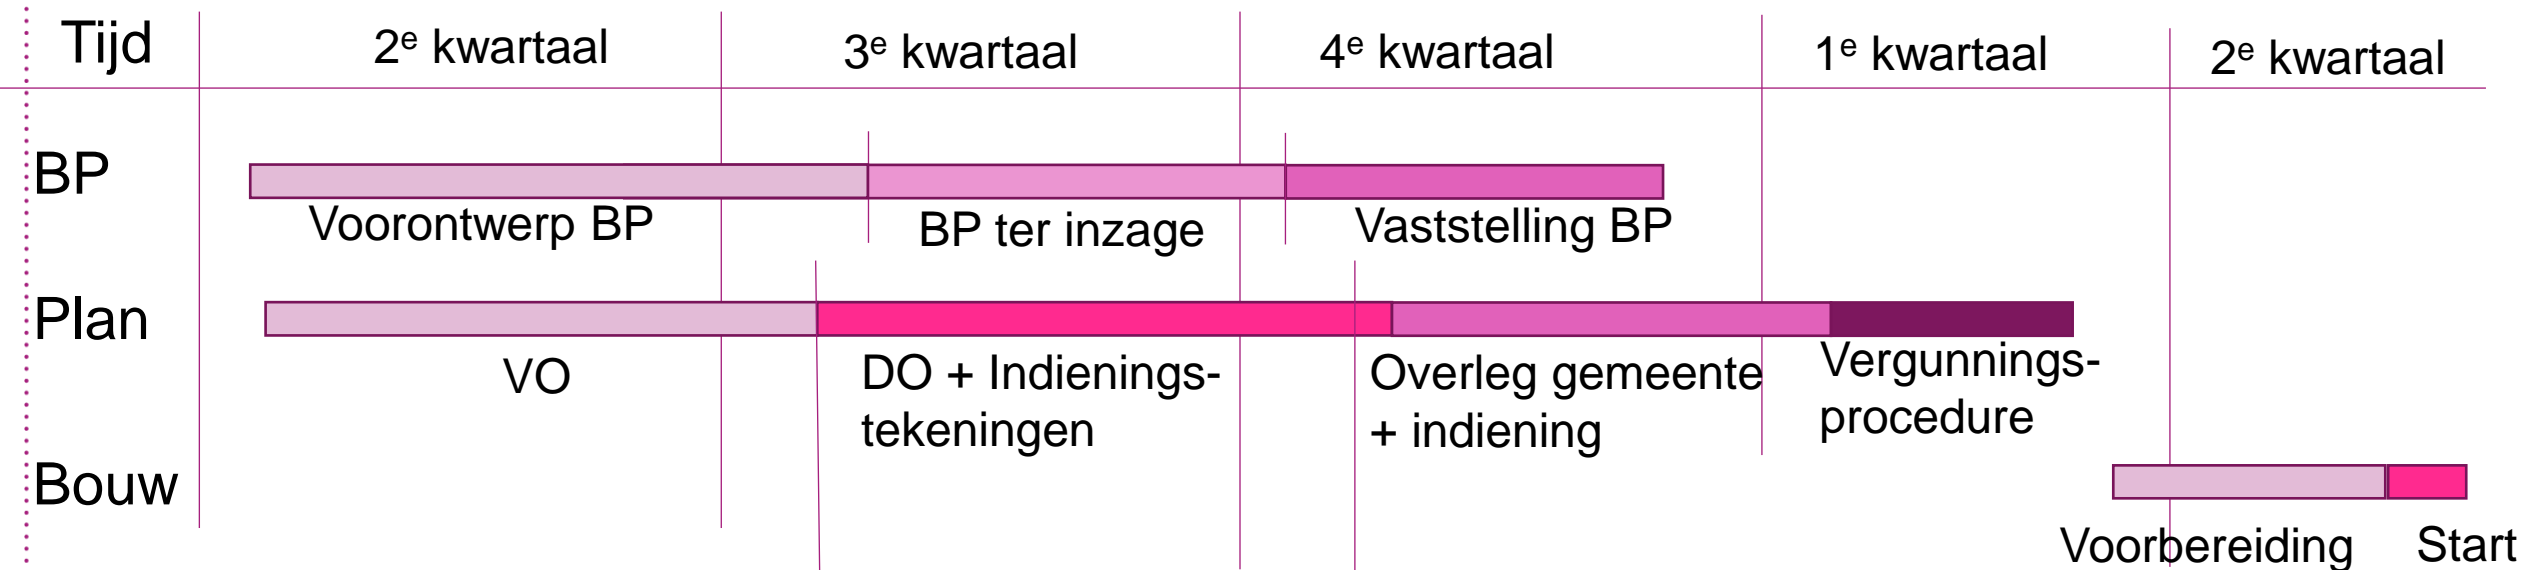 Tijd
2e kwartaal
3e kwartaal
4e kwartaal
1e kwartaal
2e kwartaal
BP
Voorontwerp BP
BP ter inzage
Vaststelling BP
Plan
VO
DO + Indienings-
tekeningen
Overleg gemeente
+ indiening
Vergunnings-
procedure
Bouw
Voorbereiding
Start